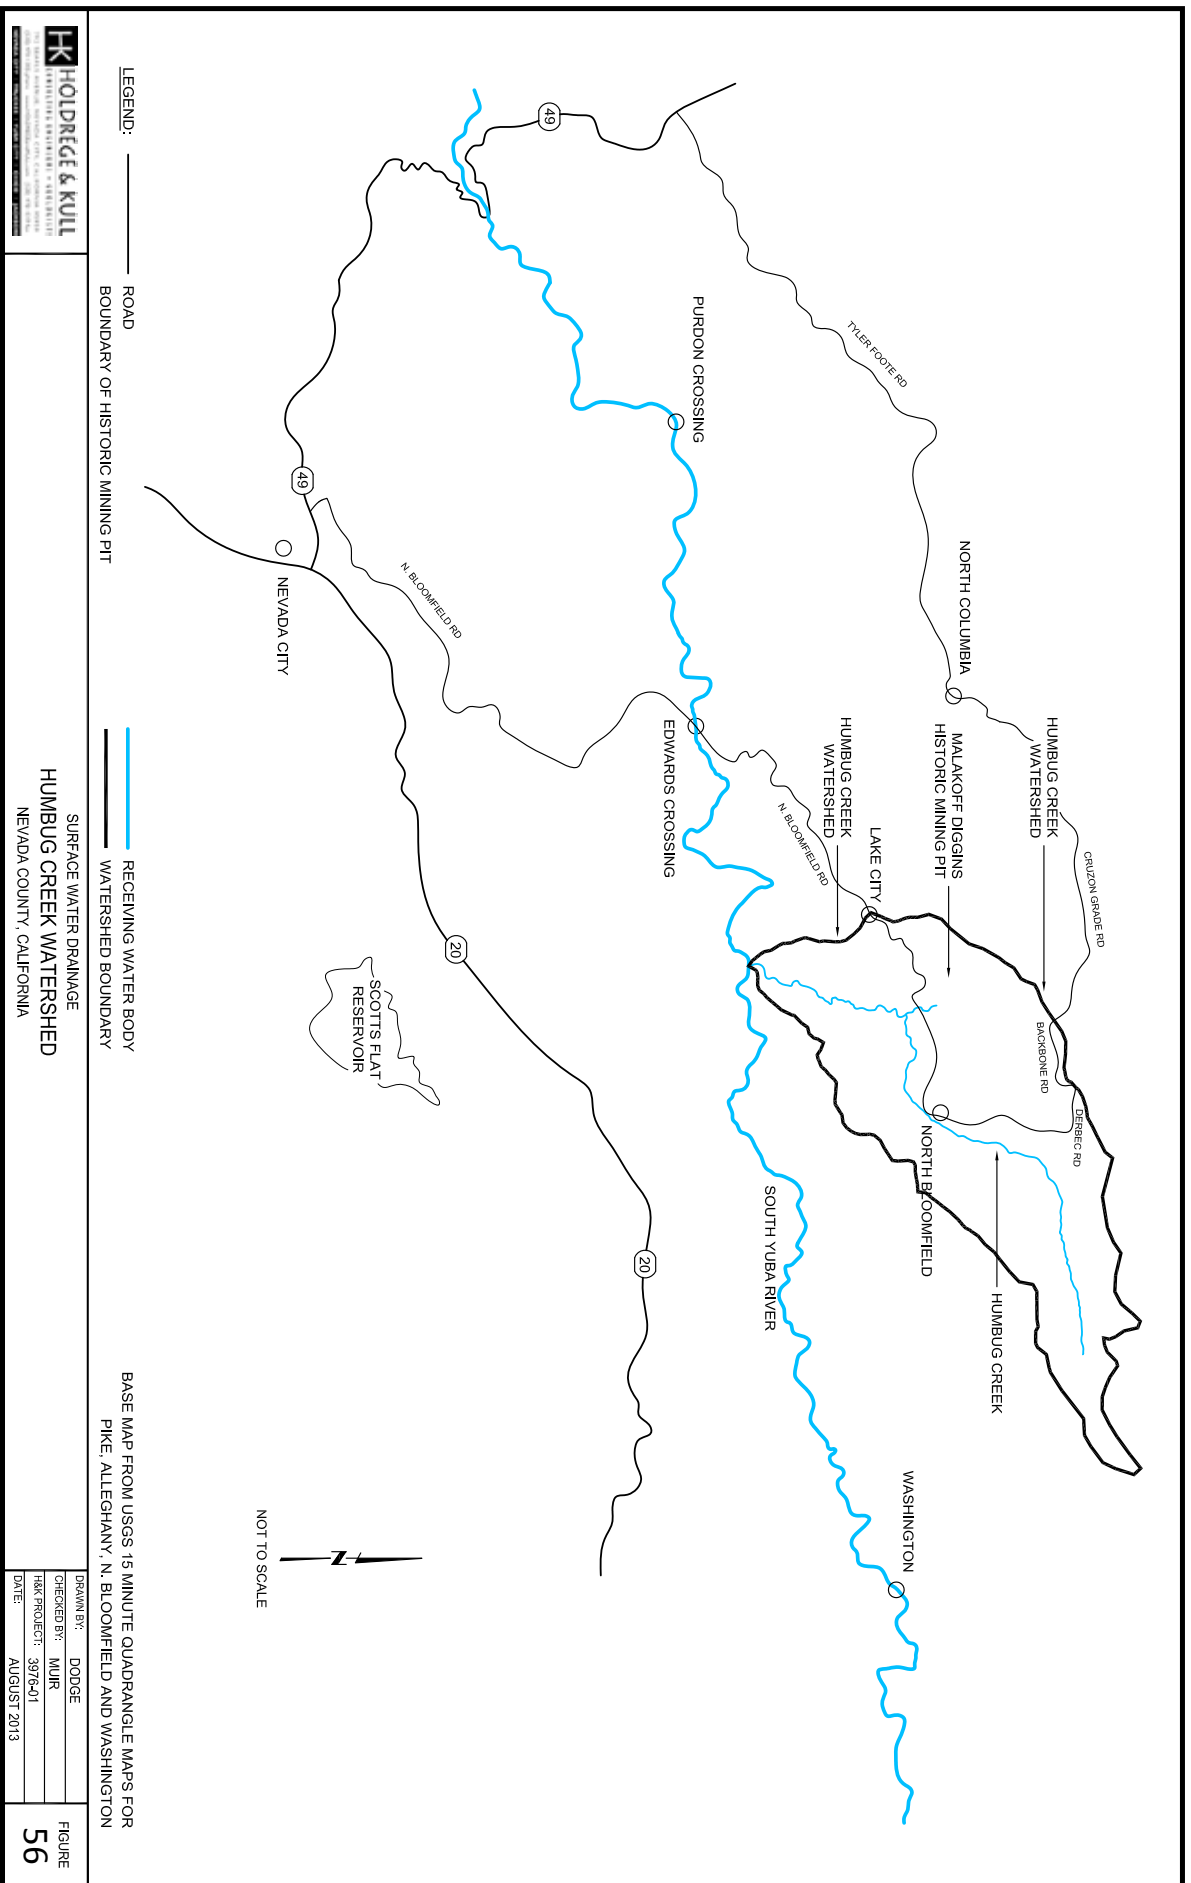 TYLER FOOTE RD
NORTH COLUMBIA
CRUZON GRADE RD
HUMBUG CREEK
WATERSHED
BACKBONE RD
DERBEC RD
MALAKOFF DIGGINS
HISTORIC MINING PIT
HUMBUG CREEK
NORTH BLOOMFIELD
LAKE CITY
HUMBUG CREEK
WATERSHED
N. BLOOMFIELD RD
WASHINGTON
SOUTH YUBA RIVER
PURDON CROSSING
EDWARDS CROSSING
49
20
20
N. BLOOMFIELD RD
49
NEVADA CITY
SCOTTS FLAT
RESERVOIR
N
NOT TO SCALE
LEGEND:
ROAD
BOUNDARY OF HISTORIC MINING PIT
RECEIVING WATER BODY
WATERSHED BOUNDARY
BASE MAP FROM USGS 15 MINUTE QUADRANGLE MAPS FOR
PIKE, ALLEGHANY, N. BLOOMFIELD AND WASHINGTON
HK HOLDREGE & KULL
CONSULTING ENGINEERS • GEOLOGISTS
SURFACE WATER DRAINAGE
HUMBUG CREEK WATERSHED
NEVADA COUNTY, CALIFORNIA
DRAWN BY: DODGE
CHECKED BY: MUIR
H&K PROJECT: 3976-01
DATE: AUGUST 2013
FIGURE
56